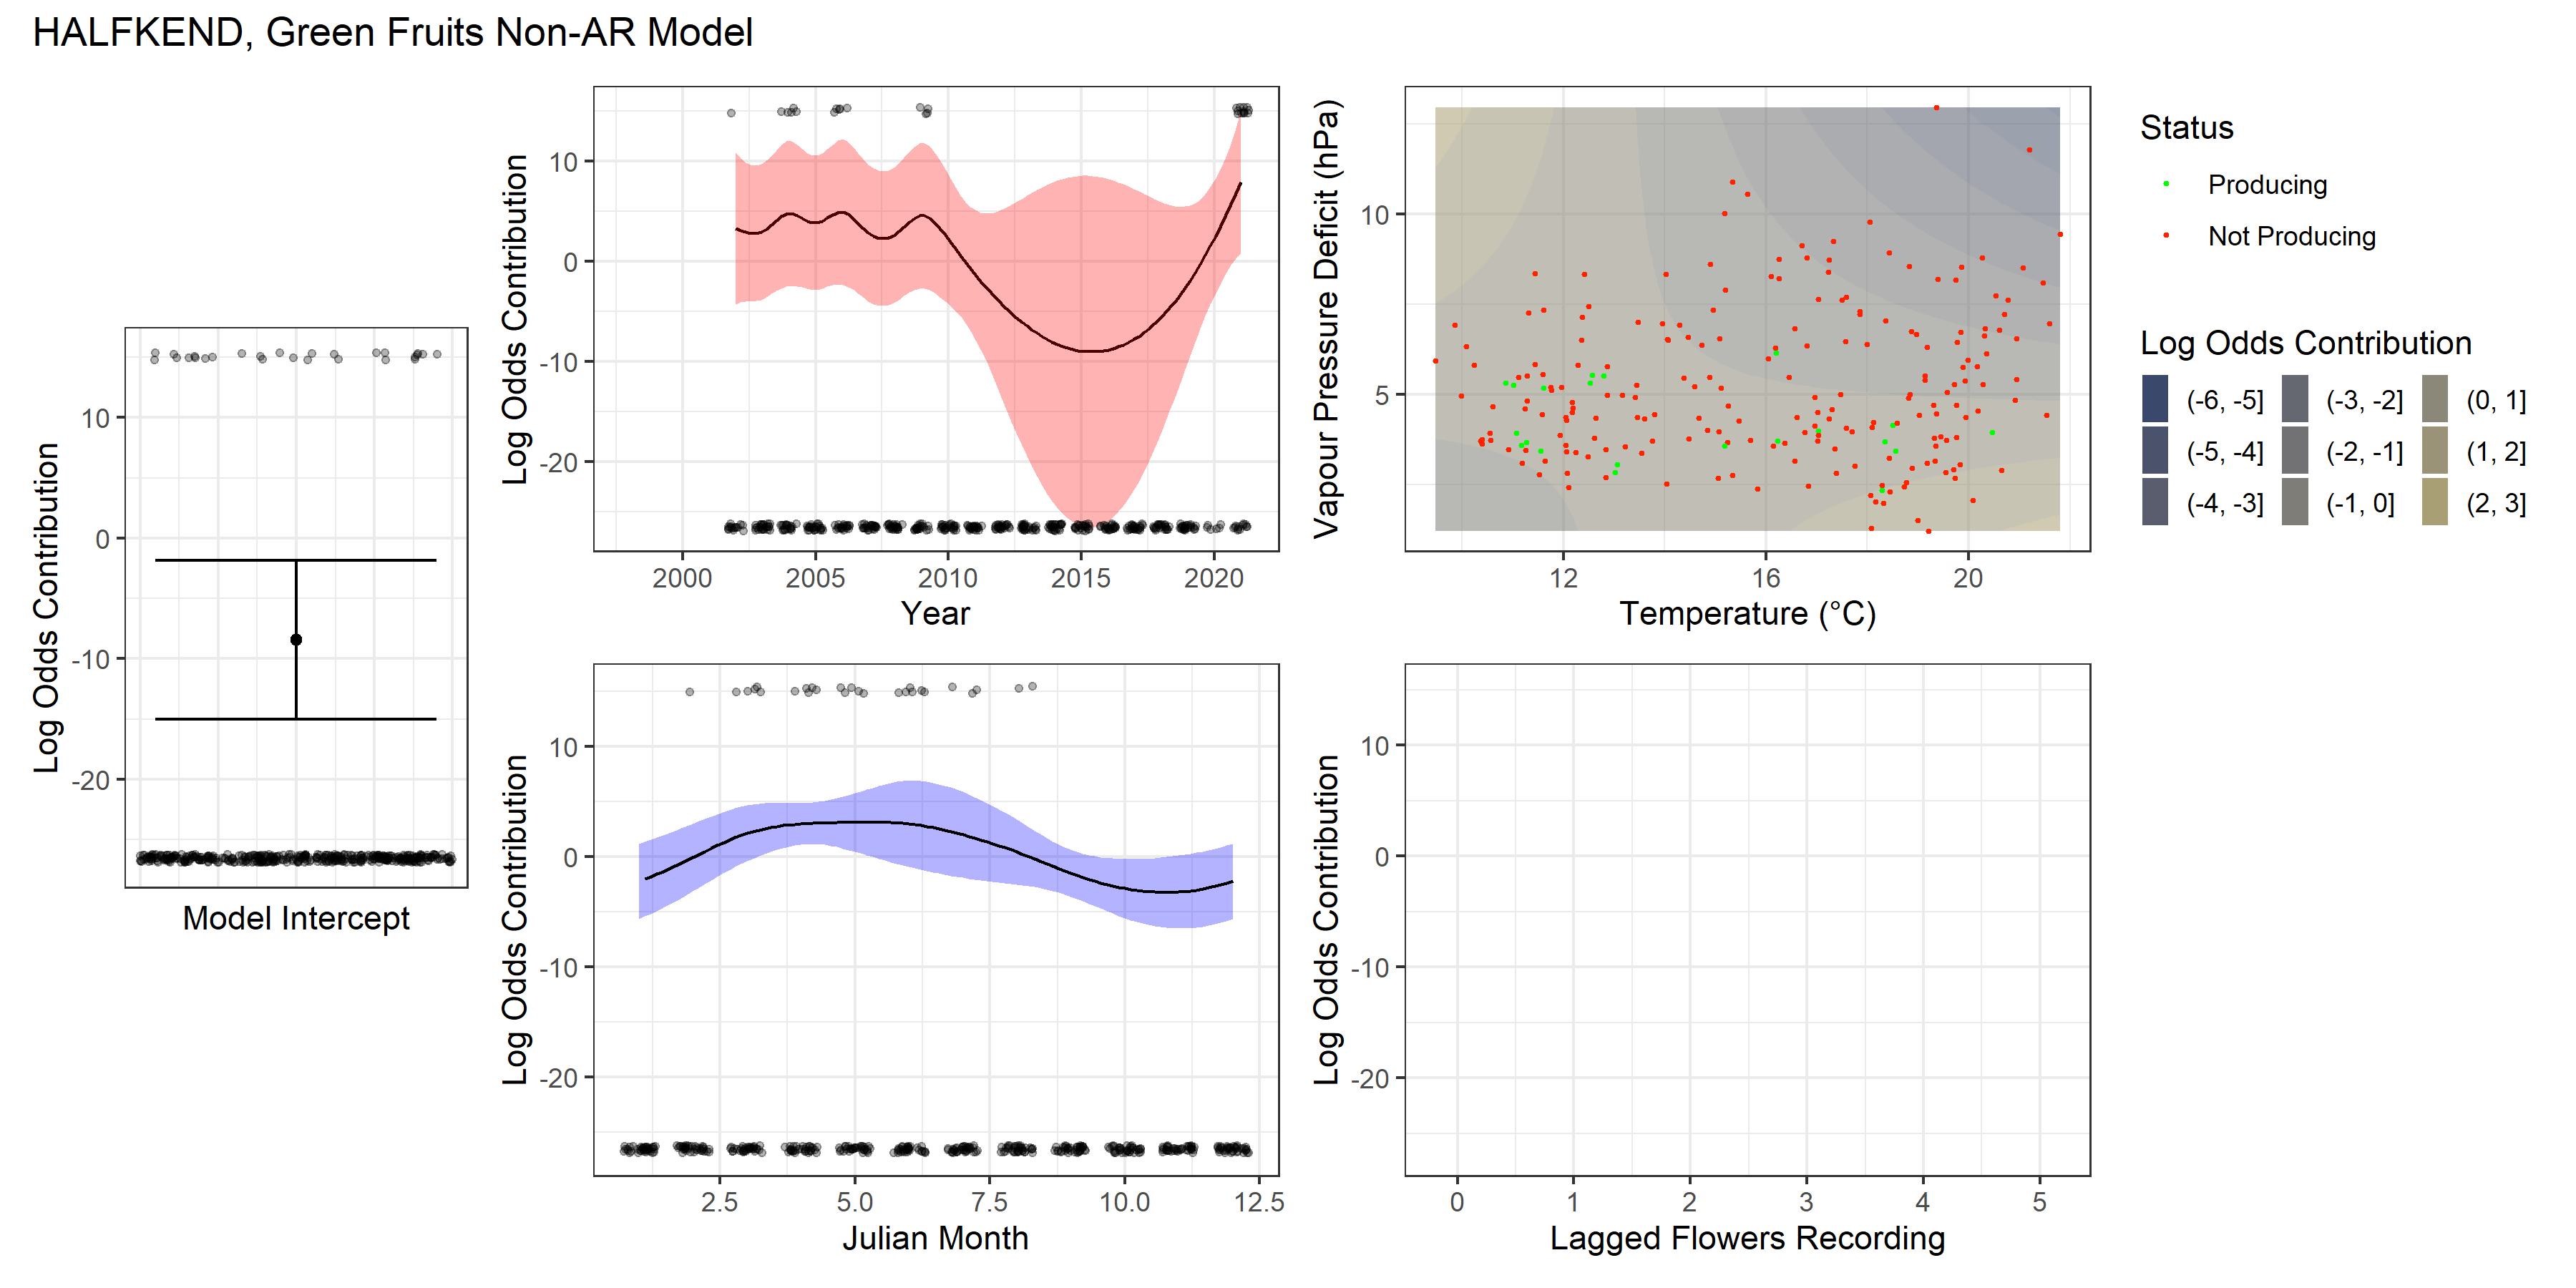 HALFKEND, Green Fruits Non-AR Model
Log Odds Contribution
10
0
-10
-20
Model Intercept
Log Odds Contribution
10
0
-10
-20
2000 2005 2010 2015 2020
Year
Vapour Pressure Deficit (hPa)
10
5
12 16 20
Temperature (°C)
Status
Producing
Not Producing
Log Odds Contribution
(-6, -5] (-3, -2] (0, 1]
(-5, -4] (-2, -1] (1, 2]
(-4, -3] (-1, 0] (2, 3]
Log Odds Contribution
10
0
-10
-20
2.5 5.0 7.5 10.0 12.5
Julian Month
Log Odds Contribution
10
0
-10
-20
0 1 2 3 4 5
Lagged Flowers Recording